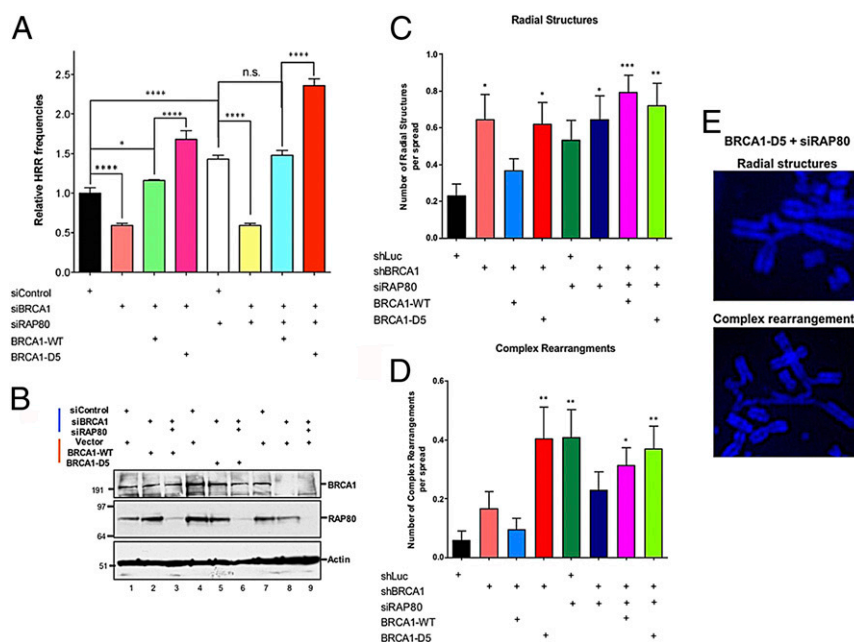 A
Relative HRR frequencies
2.5
2.0
1.5
1.0
0.5
0.0
****
n.s.
****
****
*
****
****
siControl + +
siBRCA1 + + + + + +
siRAP80 + + + +
BRCA1-WT + +
BRCA1-D5 + +
B
siControl + + +
siBRCA1 + + + + + +
siRAP80 + + +
Vector + + + + +
BRCA1-WT + +
BRCA1-D5 + +
191
BRCA1
97
RAP80
64
51
Actin
1 2 3 4 5 6 7 8 9
C
Radial Structures
Number of Radial Structures
per spread
1.0
0.8
0.6
0.4
0.2
0.0
* * * *** **
shLuc + +
shBRCA1 + + + + + +
siRAP80 + + + +
BRCA1-WT + +
BRCA1-D5 + +
D
Complex Rearrangments
Number of Complex Rearrangements
per spread
0.6
0.4
0.2
0.0
** ** * **
shLuc + +
shBRCA1 + + + + + +
siRAP80 + + + +
BRCA1-WT + +
BRCA1-D5 + +
E
BRCA1-D5 + siRAP80
Radial structures
Complex rearrangement